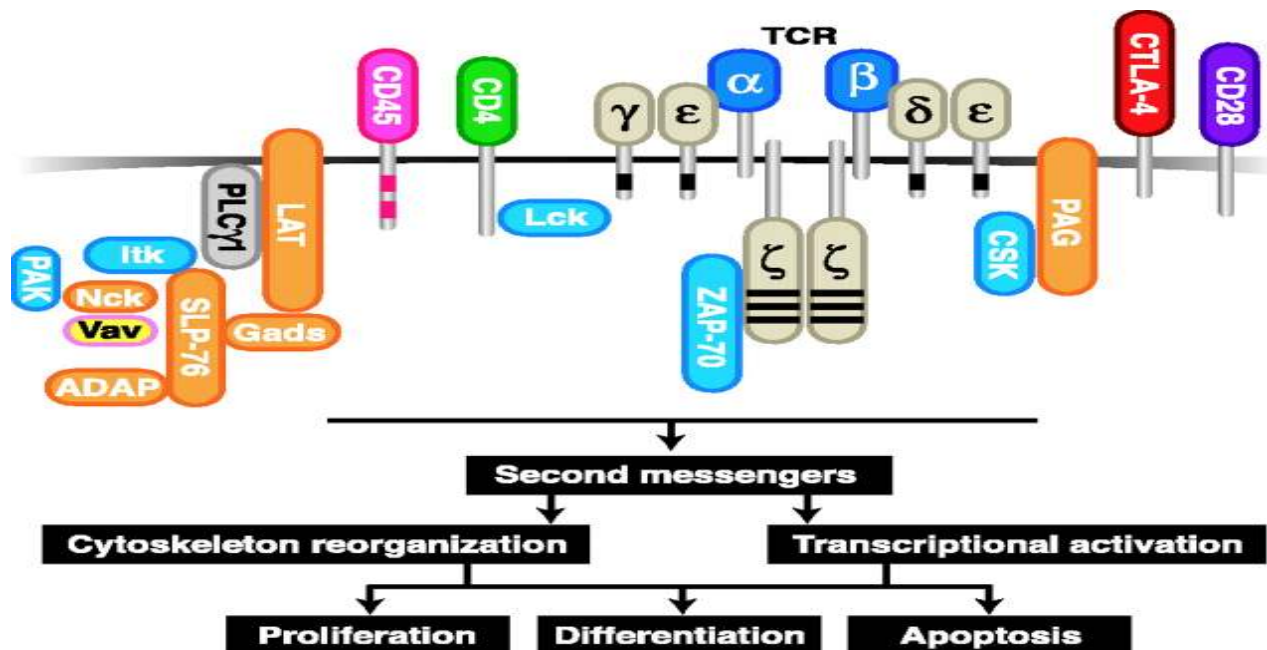 TCR
CTLA-4
CD28
CD45
CD4
γ
ε
α
β
δ
ε
PLCγ1
LAT
Lck
PAG
CSK
Itk
PAK
Nck
SLP-76
Vav
Gads
ADAP
ζ
ζ
ZAP-70
Second messengers
Cytoskeleton reorganization
Transcriptional activation
Proliferation
Differentiation
Apoptosis